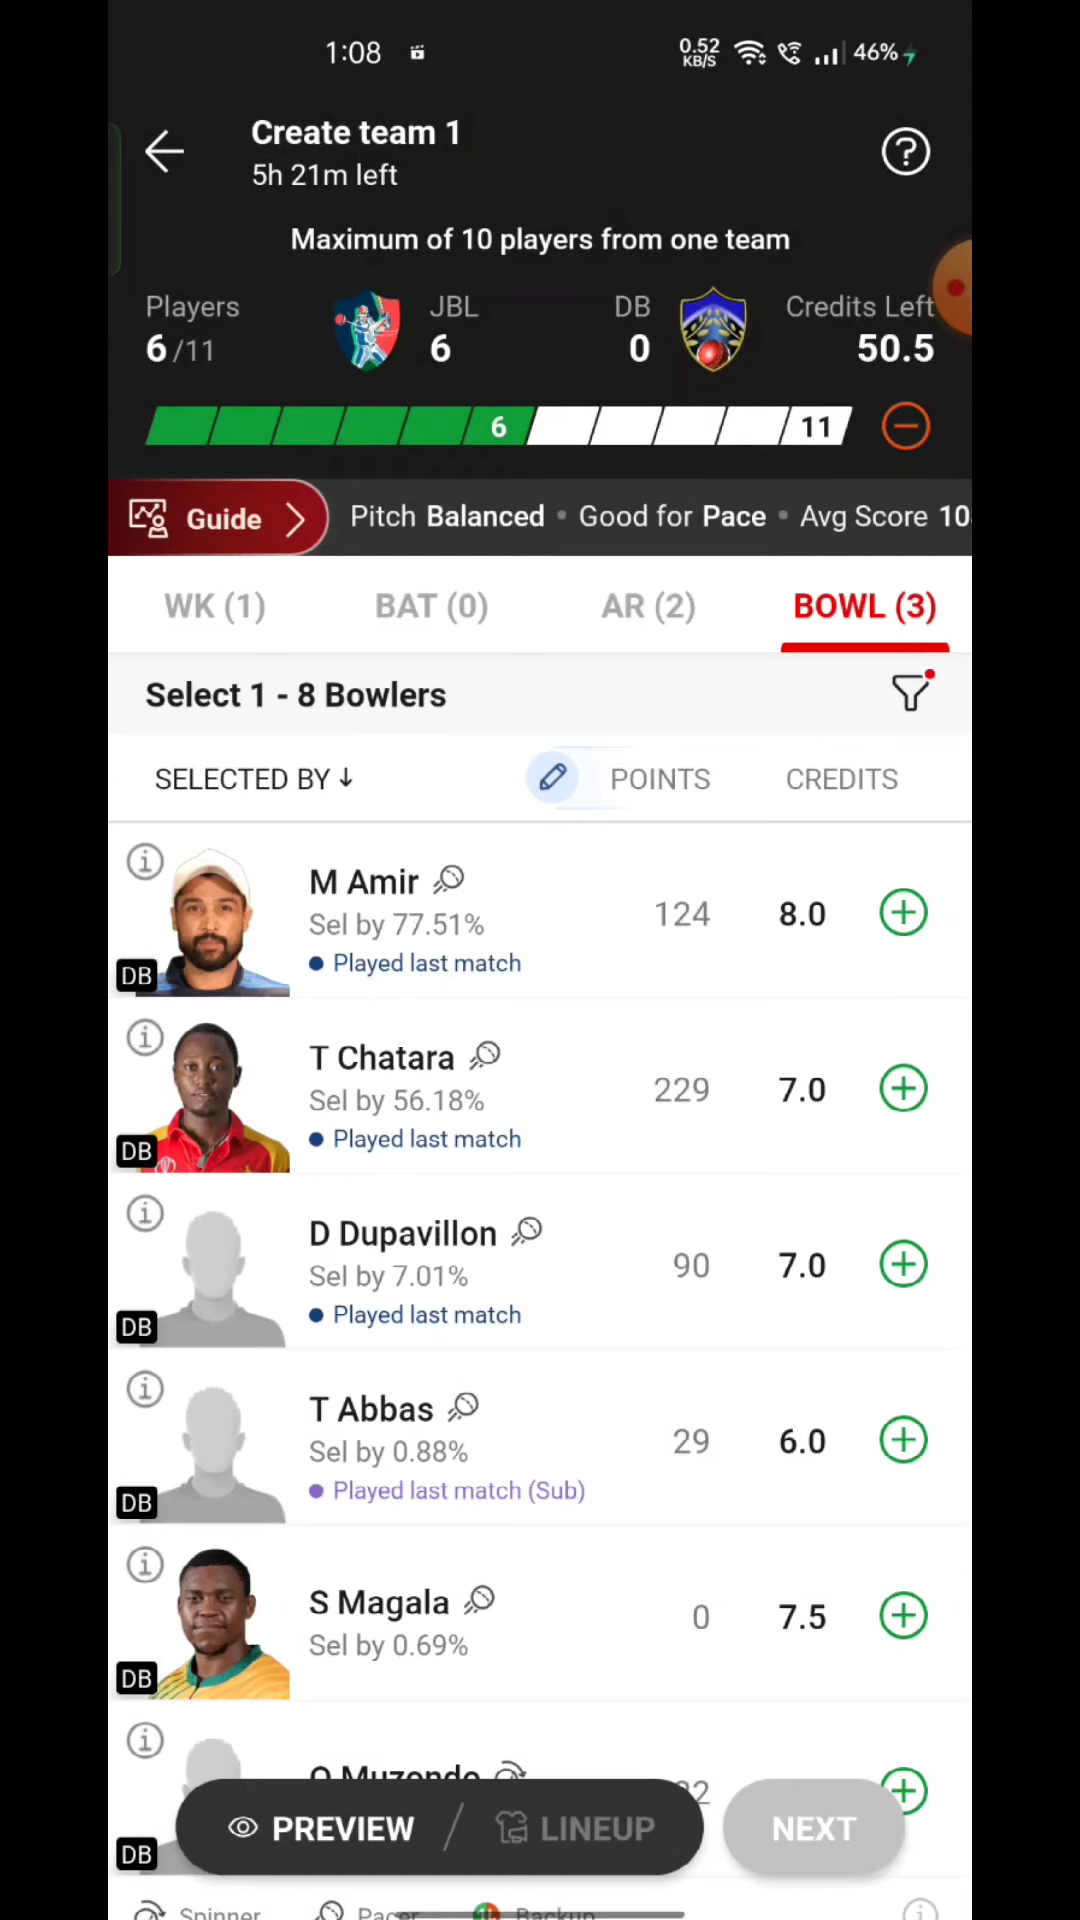 1:08
0.52 KB/S
46%
Create team 1
5h 21m left
Maximum of 10 players from one team
Players JBL DB Credits Left
6/11 6 0 50.5
6 11
Guide Pitch Balanced • Good for Pace • Avg Score 10
WK (1) BAT (0) AR (2) BOWL (3)
Select 1 - 8 Bowlers
SELECTED BY ↓ POINTS CREDITS
M Amir
Sel by 77.51%
Played last match
124 8.0
DB
T Chatara
Sel by 56.18%
Played last match
229 7.0
DB
D Dupavillon
Sel by 7.01%
Played last match
90 7.0
DB
T Abbas
Sel by 0.88%
Played last match (Sub)
29 6.0
DB
S Magala
Sel by 0.69%
0 7.5
DB
Muzondo
DB
PREVIEW / LINEUP NEXT
Spinner Pacer Backup